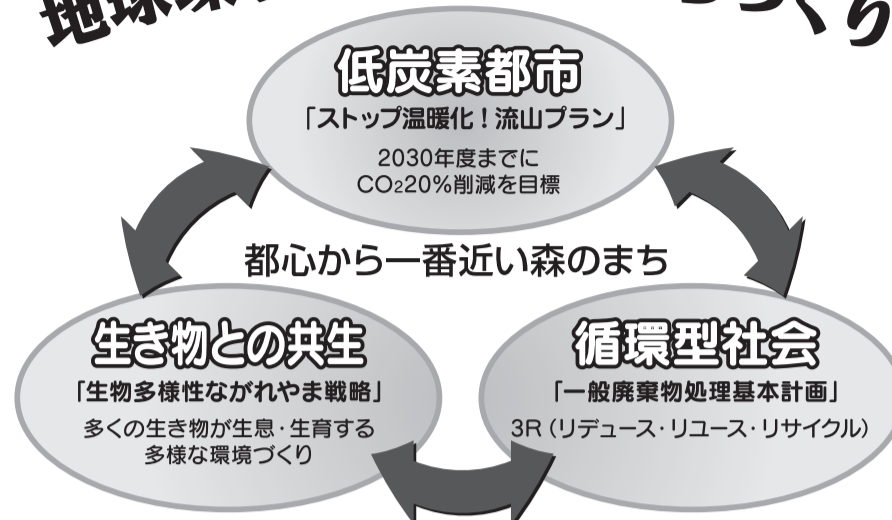 低炭素都市
「ストップ温暖化！流山プラン」
2030年度までに
CO₂20%削減を目標
都心から一番近い森のまち
生き物との共生
「生物多様性ながれやま戦略」
多くの生き物が生息・生育する
多様な環境づくり
循環型社会
「一般廃棄物処理基本計画」
3R（リデュース・リユース・リサイクル）